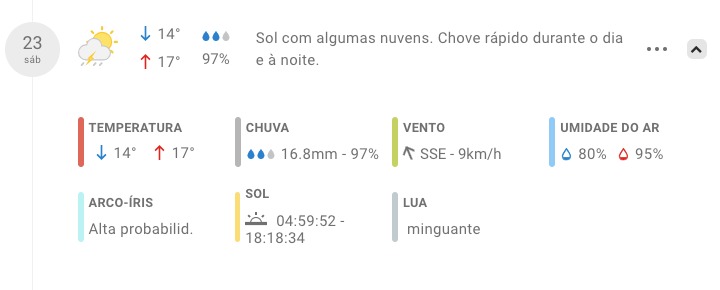 23
sáb
14°
17°
97%
Sol com algumas nuvens. Chove rápido durante o dia
e à noite.
TEMPERATURA
14° 17°
CHUVA
16.8mm - 97%
VENTO
SSE - 9km/h
UMIDADE DO AR
80% 95%
ARCO-ÍRIS
Alta probabilid.
SOL
04:59:52 -
18:18:34
LUA
minguante